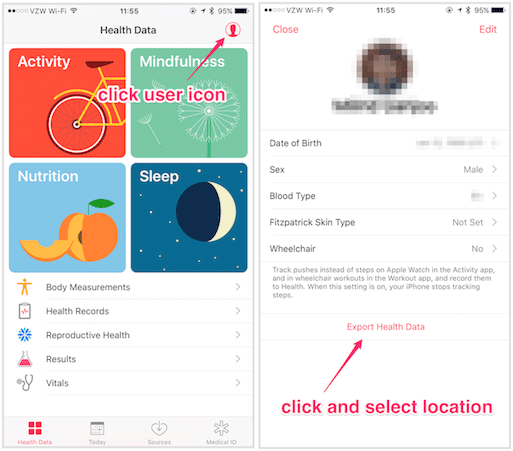 VZW Wi-Fi 11:55 95%
Health Data
Activity
Mindfulness
click user icon
Nutrition
Sleep
Body Measurements
Health Records
Reproductive Health
Results
Vitals
Health Data Today Sources Medical ID
VZW Wi-Fi 11:55 95%
Close Edit
Date of Birth
Sex Male
Blood Type
Fitzpatrick Skin Type Not Set
Wheelchair No
Track pushes instead of steps on Apple Watch in the Activity app,
and in wheelchair workouts in the Workout app, and record them
to Health. When this setting is on, your iPhone stops tracking
steps.
Export Health Data
click and select location